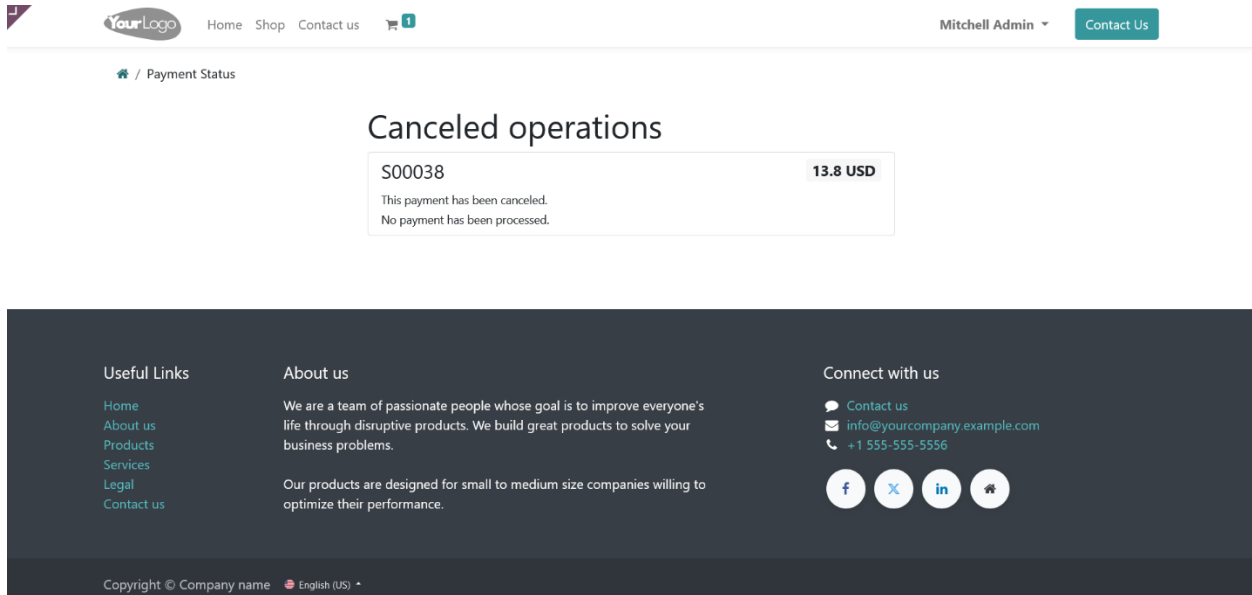 YourLogo Home Shop Contact us 1 Mitchell Admin Contact Us
/ Payment Status
Canceled operations
S00038 13.8 USD
This payment has been canceled.
No payment has been processed.
Useful Links
Home
About us
Products
Services
Legal
Contact us
About us
We are a team of passionate people whose goal is to improve everyone's
life through disruptive products. We build great products to solve your
business problems.
Our products are designed for small to medium size companies willing to
optimize their performance.
Connect with us
Contact us
info@yourcompany.example.com
+1 555-555-5556
Copyright © Company name English (US)